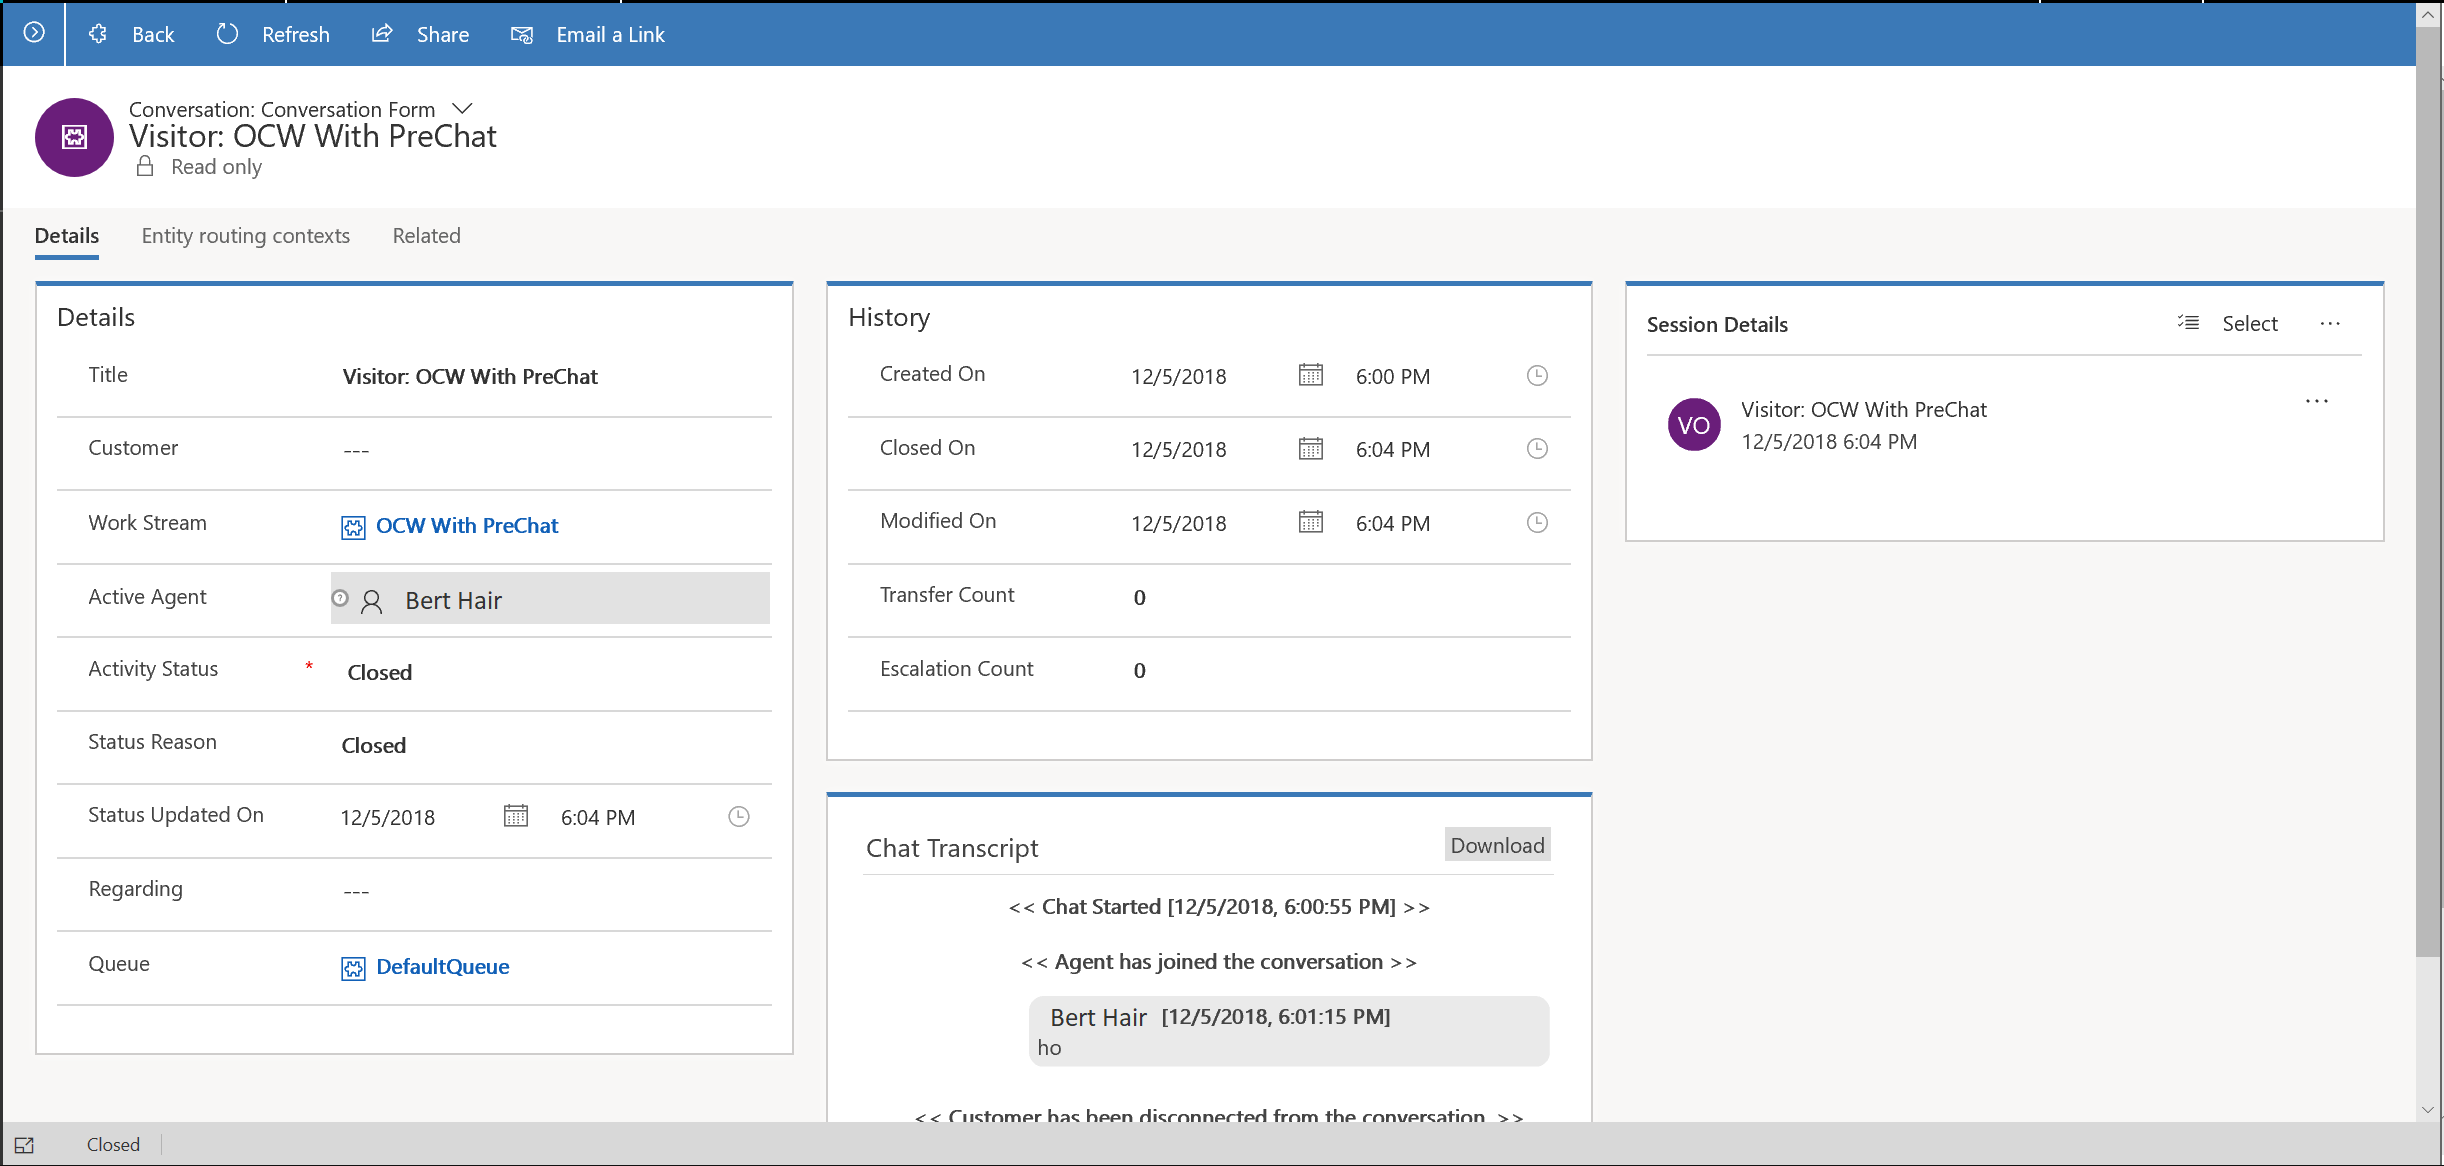 Back
Refresh
Share
Email a Link
Conversation: Conversation Form
Visitor: OCW With PreChat
Read only
Details
Entity routing contexts
Related
Details
Title
Visitor: OCW With PreChat
Customer
---
Work Stream
OCW With PreChat
Active Agent
Bert Hair
Activity Status
*
Closed
Status Reason
Closed
Status Updated On
12/5/2018
6:04 PM
Regarding
---
Queue
DefaultQueue
History
Created On
12/5/2018
6:00 PM
Closed On
12/5/2018
6:04 PM
Modified On
12/5/2018
6:04 PM
Transfer Count
0
Escalation Count
0
Chat Transcript
Download
<< Chat Started [12/5/2018, 6:00:55 PM] >>
<< Agent has joined the conversation >>
Bert Hair [12/5/2018, 6:01:15 PM]
ho
<< Customer has been disconnected from the conversation. >>
Session Details
Select
...
VO
Visitor: OCW With PreChat
...
12/5/2018 6:04 PM
Closed